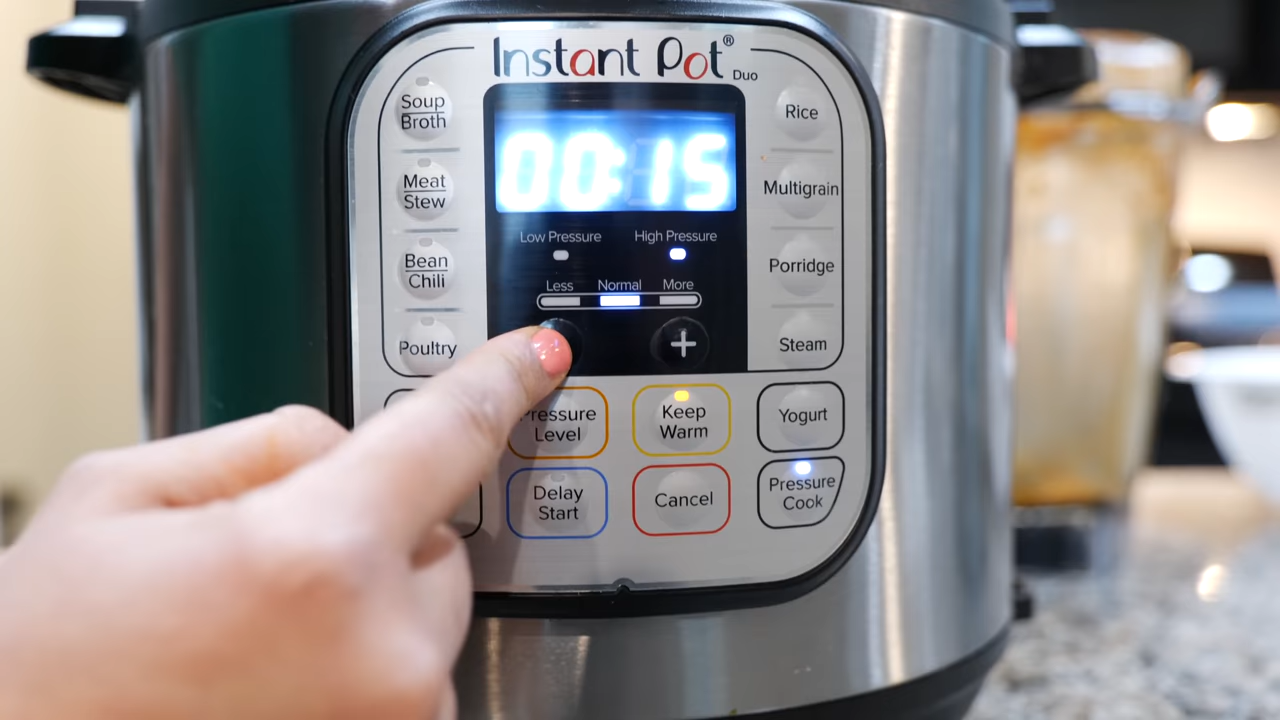 Instant Pot®
Duo
Soup
Broth
Meat
Stew
Bean
Chili
Poultry
00:15
Low Pressure
High Pressure
Less
Normal
More
+
Rice
Multigrain
Porridge
Steam
Pressure
Level
Keep
Warm
Yogurt
Delay
Start
Cancel
Pressure
Cook